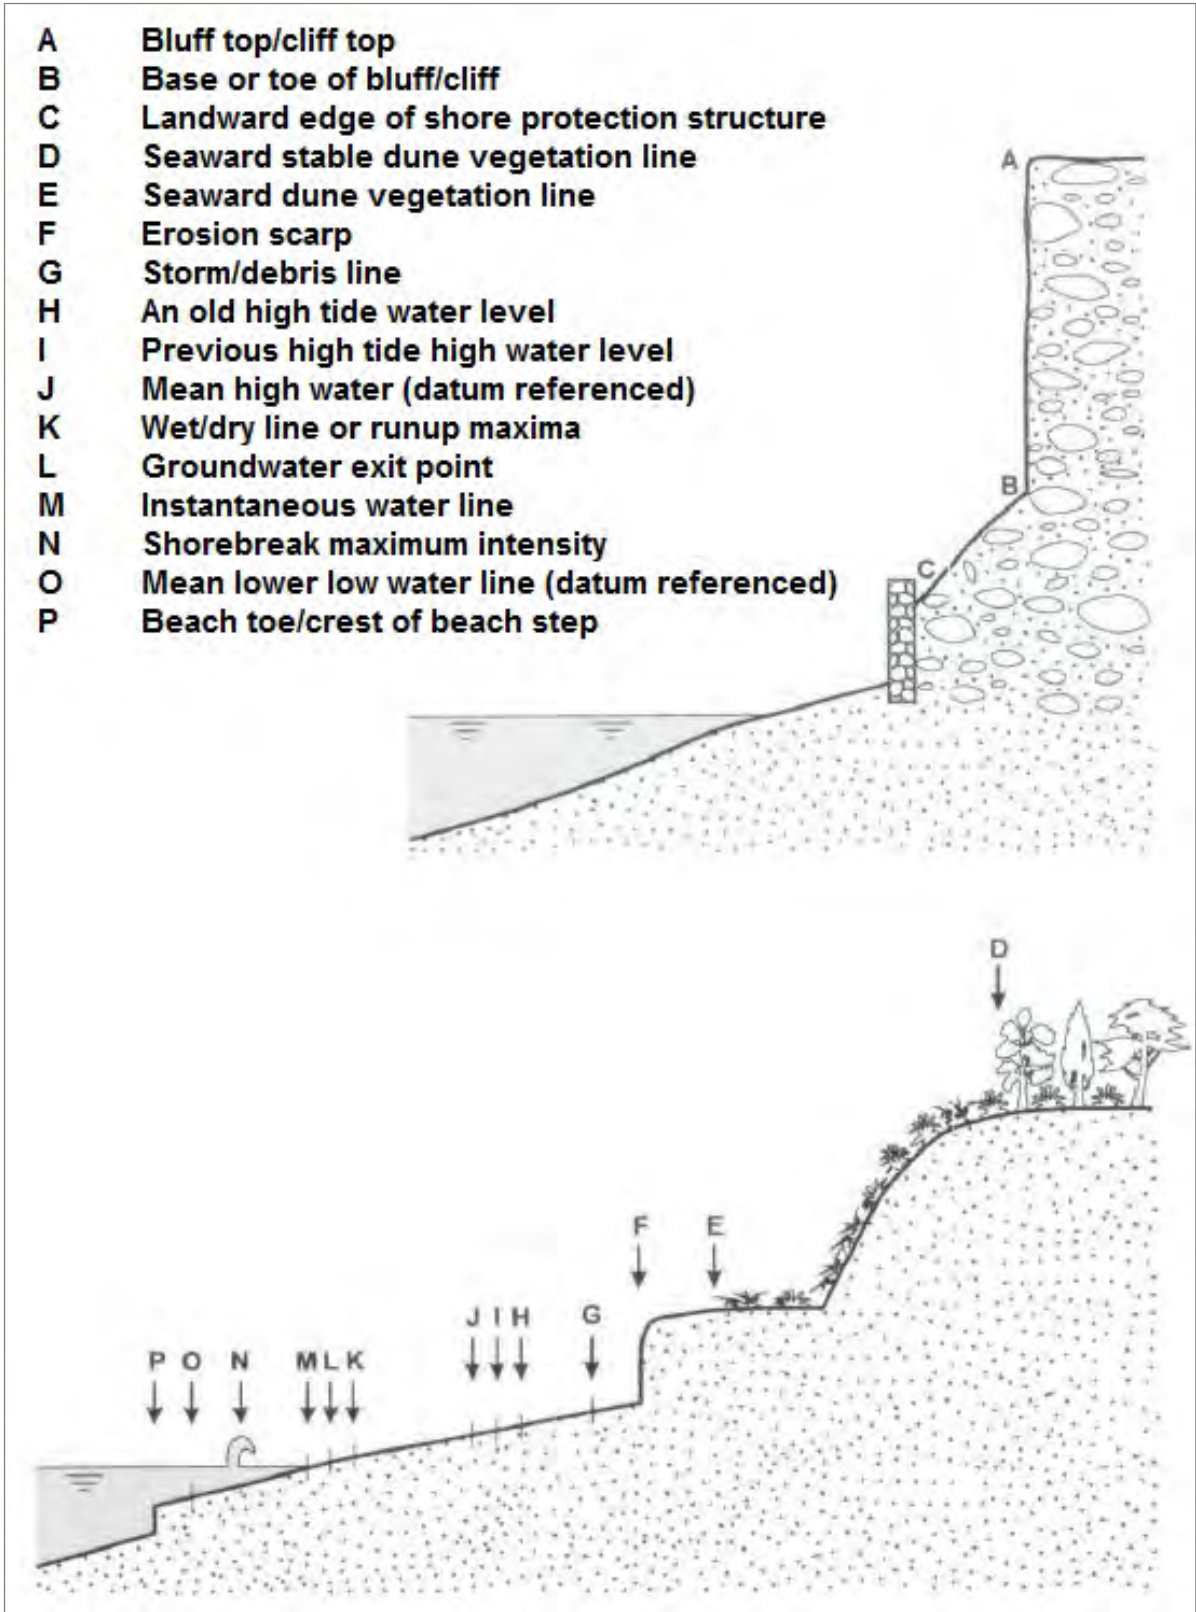 A Bluff top/cliff top
B Base or toe of bluff/cliff
C Landward edge of shore protection structure
D Seaward stable dune vegetation line
E Seaward dune vegetation line
F Erosion scarp
G Storm/debris line
H An old high tide water level
I Previous high tide high water level
J Mean high water (datum referenced)
K Wet/dry line or runup maxima
L Groundwater exit point
M Instantaneous water line
N Shorebreak maximum intensity
O Mean lower low water line (datum referenced)
P Beach toe/crest of beach step
A
B
C
D
F E
J I H G
P O N M L K